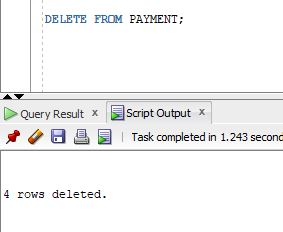 DELETE FROM PAYMENT;
Query Result x Script Output x
Task completed in 1.243 second
4 rows deleted.